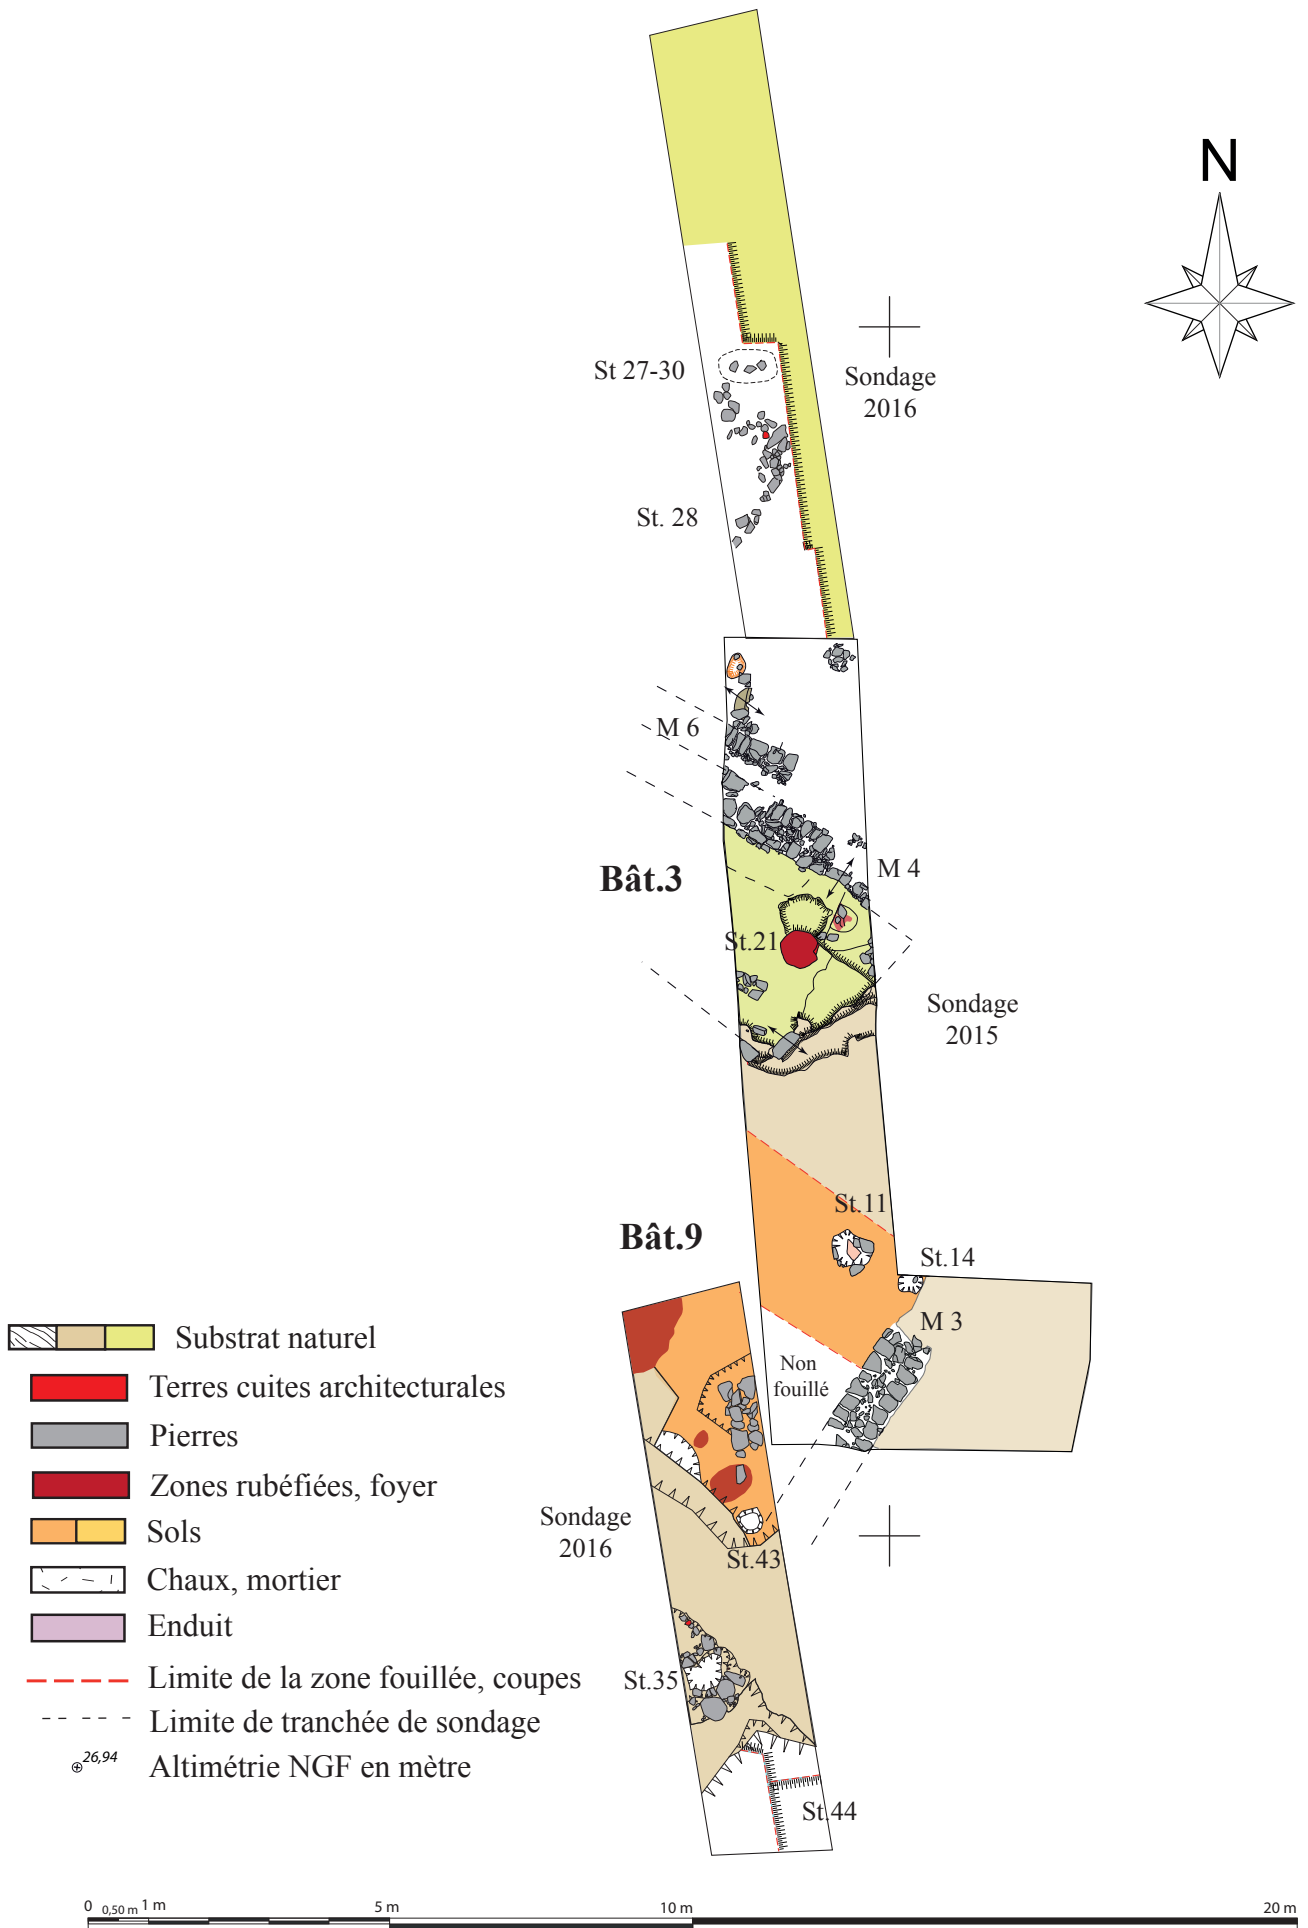 N
St 27-30
Sondage
2016
St. 28
M 6
Bât.3
M 4
St.21
Sondage
2015
St.11
Bât.9
St.14
M 3
Non
fouillé
Substrat naturel
Terres cuites architecturales
Pierres
Zones rubéfiées, foyer
Sols
Chaux, mortier
Enduit
Limite de la zone fouillée, coupes
Limite de tranchée de sondage
26,94
Altimétrie NGF en mètre
Sondage
2016
St.43
St.35
St.44
0 0,50 m 1 m 5 m 10 m 20 m